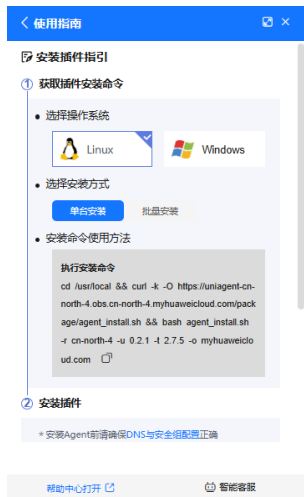 使用指南
安装插件指引
1 获取插件安装命令
选择操作系统
Linux
Windows
选择安装方式
单台安装 批量安装
安装命令使用方法
执行安装命令
cd /usr/local && curl -k -O https://uniagent-cn-
north-4.obs.cn-north-4.myhuaweicloud.com/pack
age/agent_install.sh && bash agent_install.sh
-r cn-north-4 -u 0.2.1 -t 2.7.5 -o myhuaweiclo
ud.com
2 安装插件
* 安装Agent前请确保DNS与安全组配置正确
帮助中心打开 智能客服